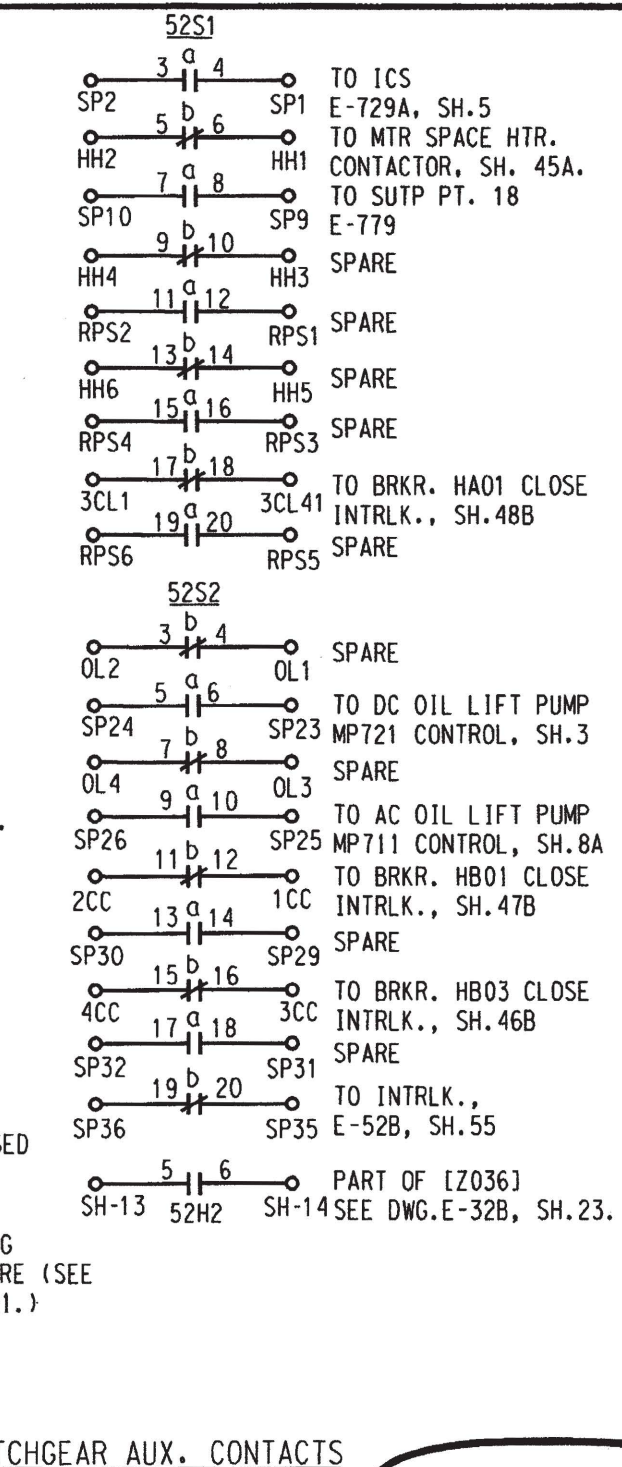 52S1
a
3 4
SP2 SP1 TO ICS
E-729A, SH.5
b
5 6
HH2 HH1 TO MTR SPACE HTR.
CONTACTOR, SH. 45A.
a
7 8
SP10 SP9 TO SUTP PT. 18
E-779
b
9 10
HH4 HH3 SPARE
a
11 12
RPS2 RPS1 SPARE
b
13 14
HH6 HH5 SPARE
a
15 16
RPS4 RPS3 SPARE
b
17 18
3CL1 3CL41 TO BRKR. HA01 CLOSE
INTRLK., SH.48B
a
19 20
RPS6 RPS5 SPARE
52S2
b
3 4
OL2 OL1 SPARE
a
5 6
SP24 SP23 TO DC OIL LIFT PUMP
MP721 CONTROL, SH.3
b
7 8
OL4 OL3 SPARE
a
9 10
SP26 SP25 TO AC OIL LIFT PUMP
MP711 CONTROL, SH.8A
b
11 12
2CC 1CC TO BRKR. HB01 CLOSE
INTRLK., SH.47B
a
13 14
SP30 SP29 SPARE
b
15 16
4CC 3CC TO BRKR. HB03 CLOSE
INTRLK., SH.46B
a
17 18
SP32 SP31 SPARE
b
19 20
SP36 SP35 TO INTRLK.,
E-52B, SH.55
SED
5 6
SH-13 52H2 SH-14 PART OF [Z036]
SEE DWG.E-32B, SH.23.
G
RE (SEE
1.)
TCHGEAR AUX. CONTACTS